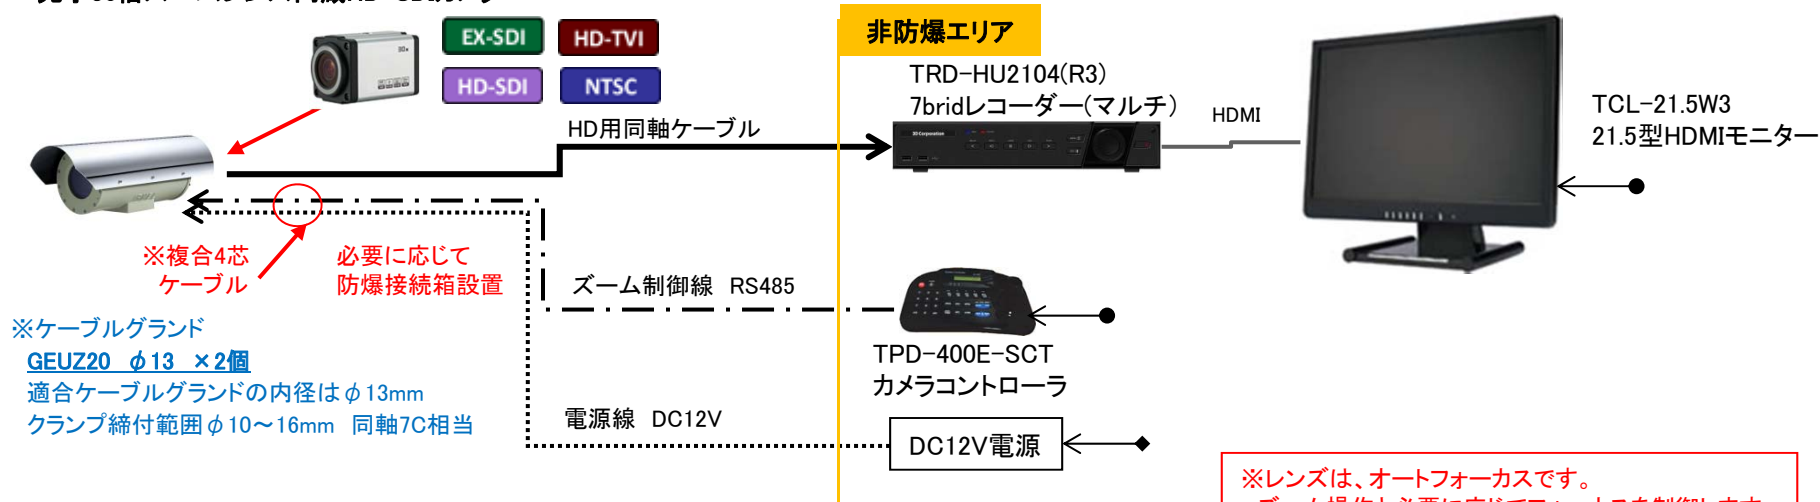 EX-SDI
HD-TVI
HD-SDI
NTSC
非防爆エリア
TRD-HU2104(R3)
7bridレコーダー(マルチ)
HDMI
TCL-21.5W3
21.5型HDMIモニター
HD用同軸ケーブル
※複合4芯
ケーブル
必要に応じて
防爆接続箱設置
ズーム制御線 RS485
※ケーブルグランド
GEUZ20 φ13 ×2個
適合ケーブルグランドの内径はφ13mm
クランプ締付範囲φ10～16mm 同軸7C相当
TPD-400E-SCT
カメラコントローラ
電源線 DC12V
DC12V電源
※レンズは、オートフォーカスです。